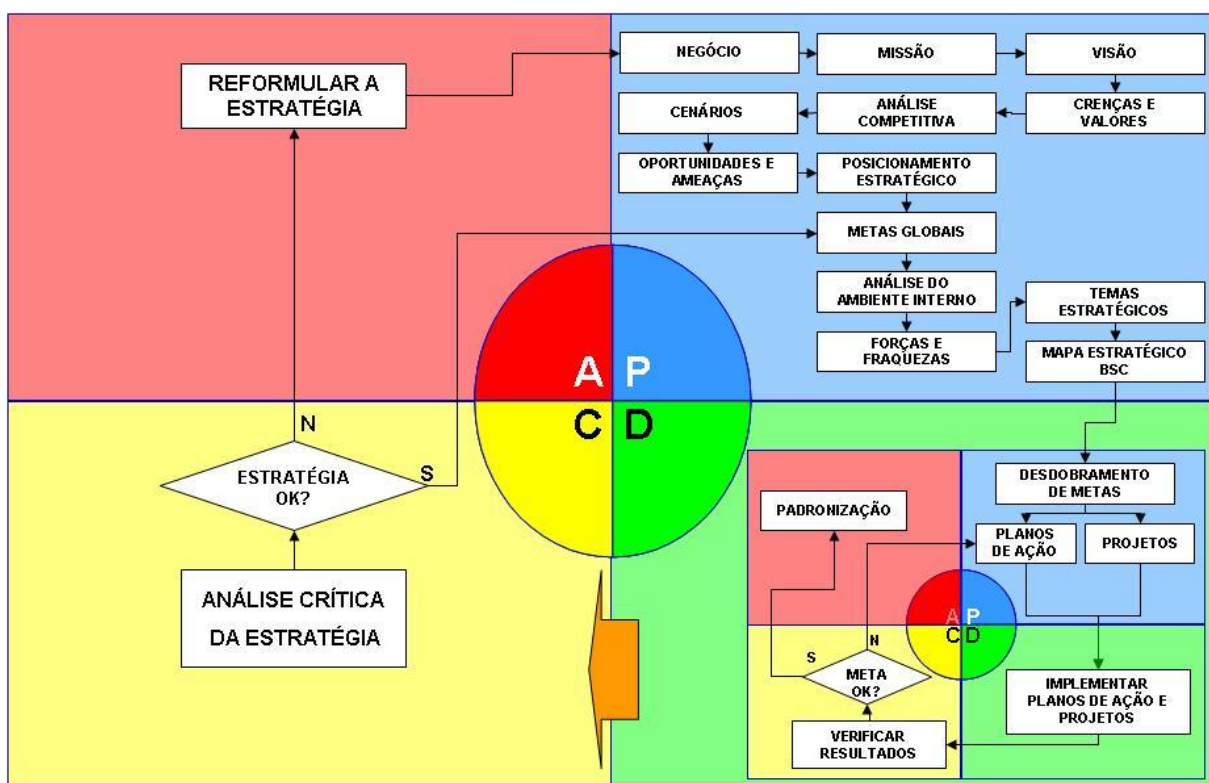 NEGÓCIO
MISSÃO
VISÃO
REFORMULAR A
ESTRATÉGIA
CENÁRIOS
ANÁLISE
COMPETITIVA
CRENÇAS E
VALORES
OPORTUNIDADES E
AMEAÇAS
POSICIONAMENTO
ESTRATÉGICO
METAS GLOBAIS
ANÁLISE DO
AMBIENTE INTERNO
TEMAS
ESTRATÉGICOS
FORÇAS E
FRAQUEZAS
MAPA ESTRATÉGICO
BSC
A P
C D
N
ESTRATÉGIA
OK?
S
ANÁLISE CRÍTICA
DA ESTRATÉGIA
DESDOBRAMENTO
DE METAS
PADRONIZAÇÃO
PLANOS
DE AÇÃO
PROJETOS
A P
C D
S
N
META
OK?
IMPLEMENTAR
PLANOS DE AÇÃO E
PROJETOS
VERIFICAR
RESULTADOS